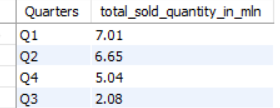 Quarters total_sold_quantity_in_mln
Q1 7.01
Q2 6.65
Q4 5.04
Q3 2.08